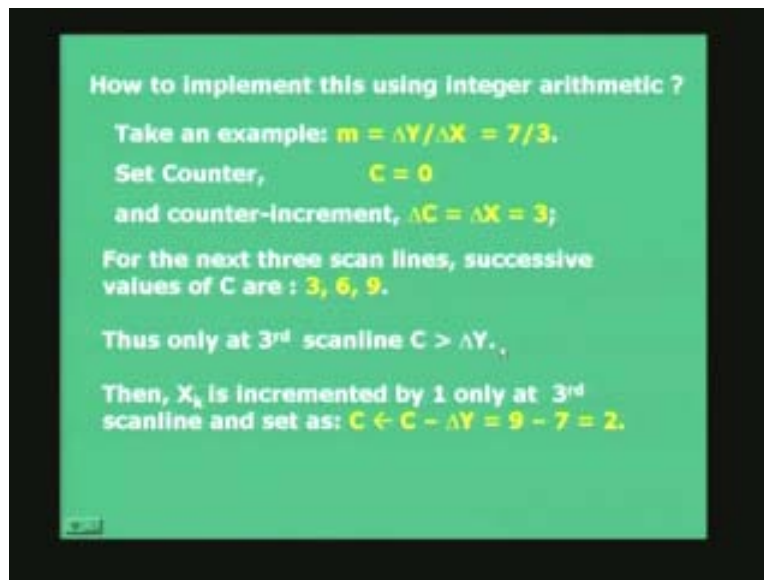 How to implement this using integer arithmetic ?
Take an example: m = ΔY/ΔX = 7/3.
Set Counter, C = 0
and counter-increment, ΔC = ΔX = 3;
For the next three scan lines, successive
values of C are : 3, 6, 9.
Thus only at 3rd scanline C > ΔY.
Then, Xk is incremented by 1 only at 3rd
scanline and set as: C ← C – ΔY = 9 – 7 = 2.